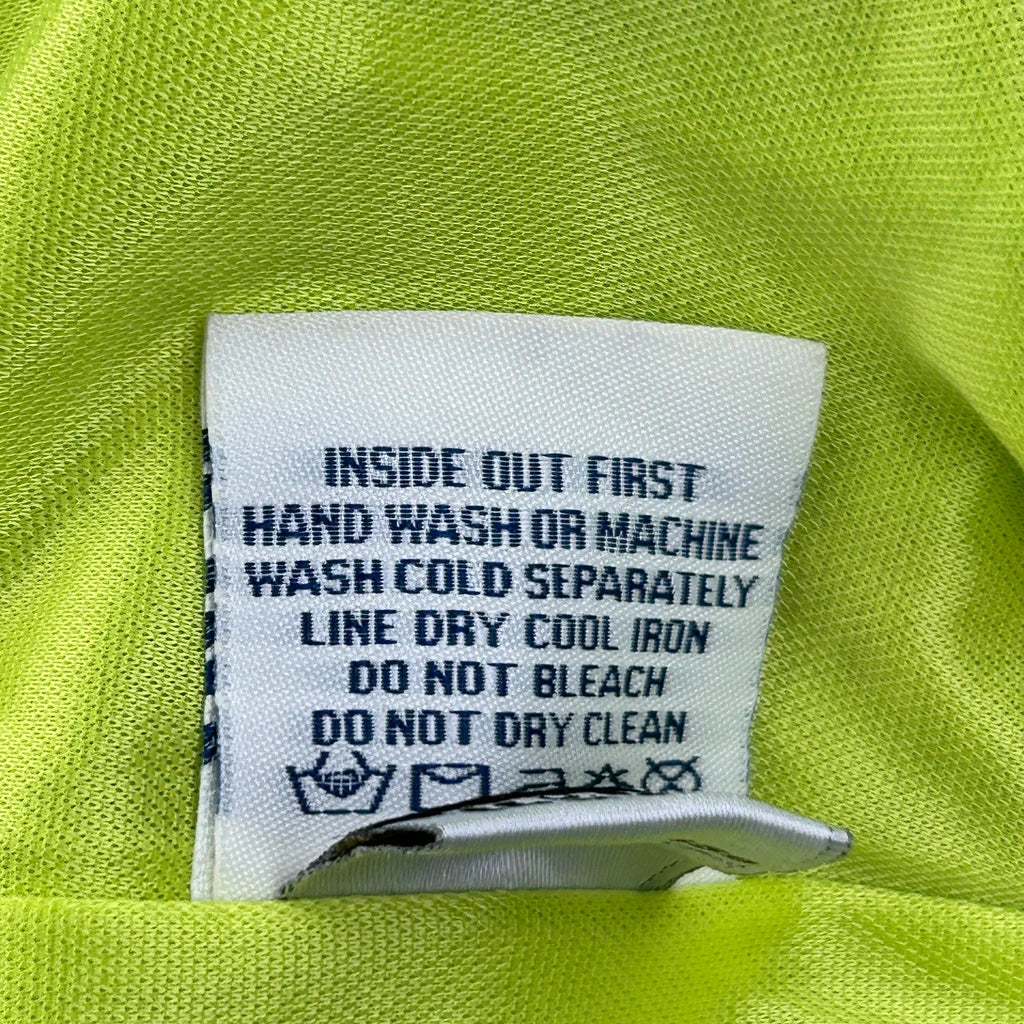 INSIDE OUT FIRST
HAND WASH OR MACHINE
WASH COLD SEPARATELY
LINE DRY COOL IRON
DO NOT BLEACH
DO NOT DRY CLEAN